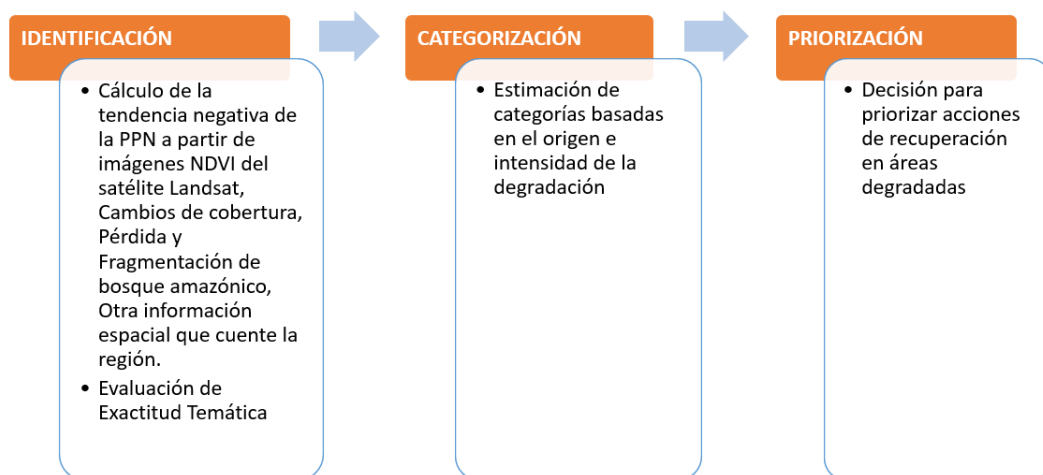 IDENTIFICACIÓN
• Cálculo de la
tendencia negativa de
la PPN a partir de
imágenes NDVI del
satélite Landsat,
Cambios de cobertura,
Pérdida y
Fragmentación de
bosque amazónico,
Otra información
espacial que cuente la
región.
• Evaluación de
Exactitud Temática
CATEGORIZACIÓN
• Estimación de
categorías basadas
en el origen e
intensidad de la
degradación
PRIORIZACIÓN
• Decisión para
priorizar acciones
de recuperación
en áreas
degradadas